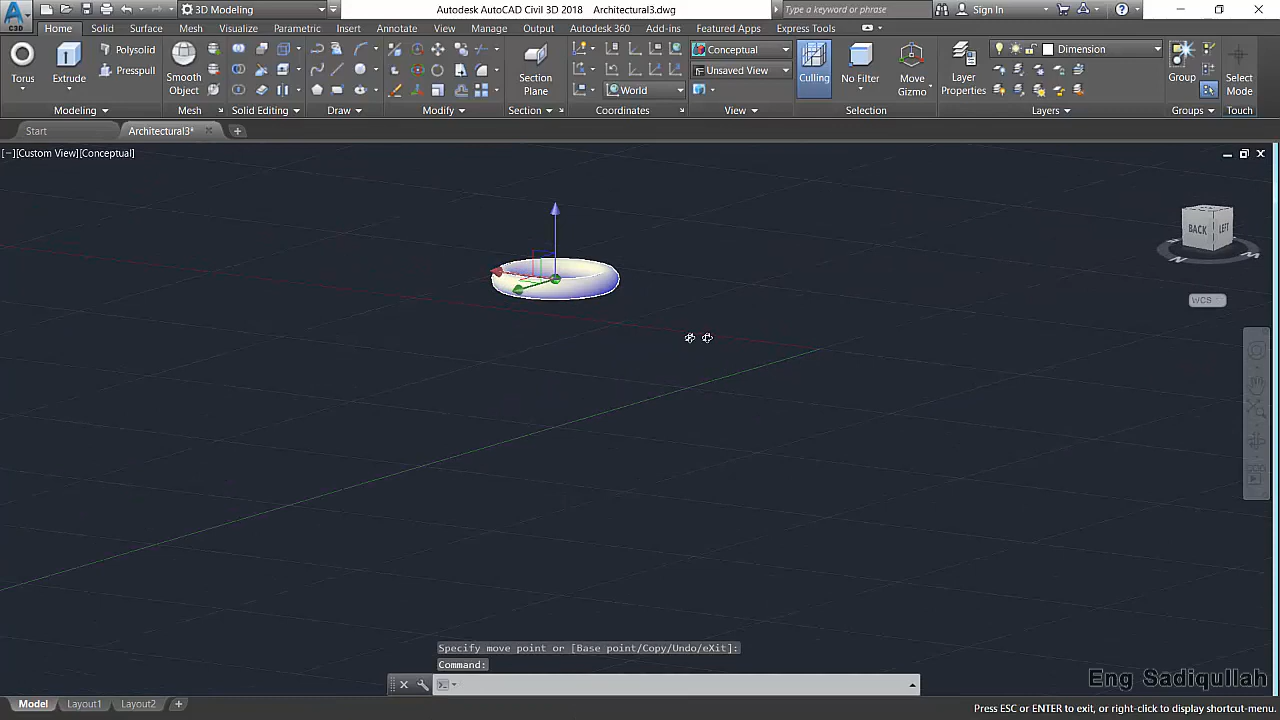 C3D
3D Modeling
Autodesk AutoCAD Civil 3D 2018 Architectural3.dwg
Type a keyword or phrase
Sign In
Home Solid Surface Mesh Visualize Parametric Insert Annotate View Manage Output Autodesk 360 Add-ins Featured Apps Express Tools
Torus
Extrude
Polysolid
Presspull
Smooth Object
Section Plane
World
Conceptual
Unsaved View
Culling
No Filter
Move Gizmo
Layer Properties
Dimension
Group
Select Mode
Modeling Mesh Solid Editing Draw Modify Section Coordinates View Selection Layers Groups Touch
Start Architectural3*
[−][Custom View][Conceptual]
BACK LEFT
WCS
Specify move point or [Base point/Copy/Undo/eXit]:
Command:
Eng Sadiqullah
Model Layout1 Layout2
Press ESC or ENTER to exit, or right-click to display shortcut-menu.